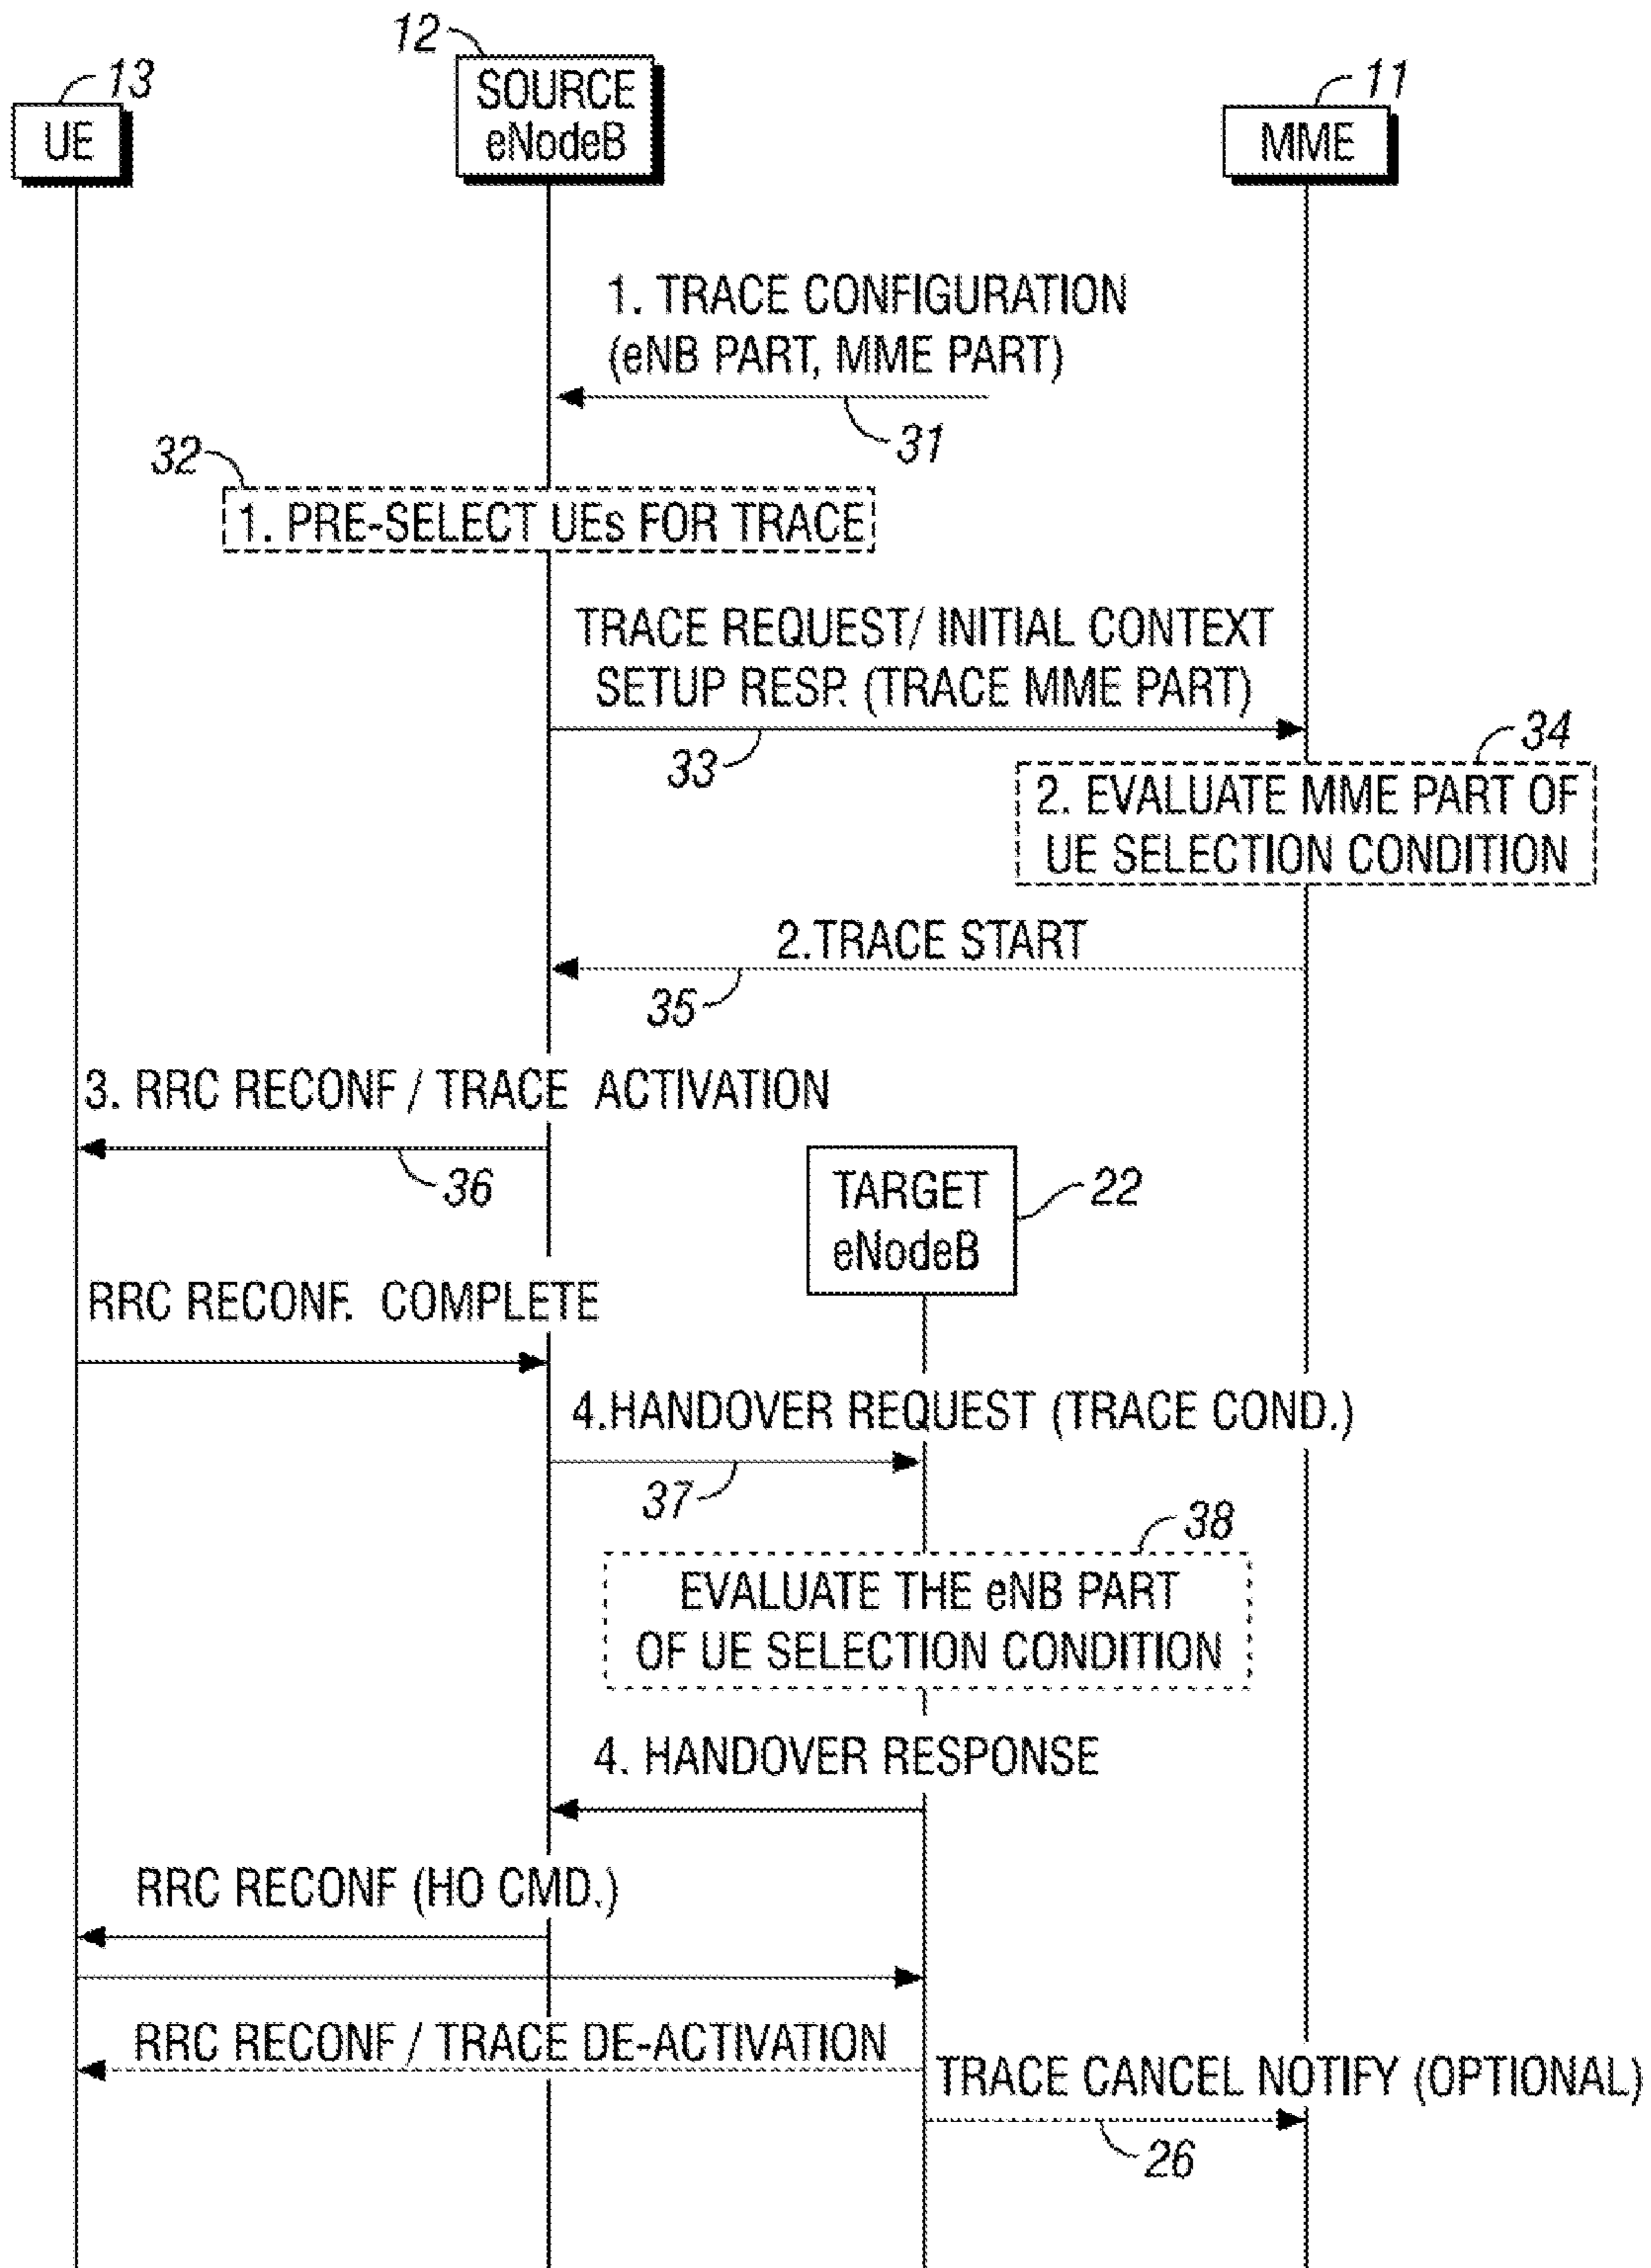 12
13
11
SOURCE
eNodeB
UE
MME
1. TRACE CONFIGURATION
(eNB PART, MME PART)
31
32
1. PRE-SELECT UEs FOR TRACE
TRACE REQUEST/ INITIAL CONTEXT
SETUP RESP. (TRACE MME PART)
33
34
2. EVALUATE MME PART OF
UE SELECTION CONDITION
2.TRACE START
35
3. RRC RECONF / TRACE ACTIVATION
36
TARGET
eNodeB
22
RRC RECONF. COMPLETE
4.HANDOVER REQUEST (TRACE COND.)
37
38
EVALUATE THE eNB PART
OF UE SELECTION CONDITION
4. HANDOVER RESPONSE
RRC RECONF (HO CMD.)
RRC RECONF / TRACE DE-ACTIVATION
TRACE CANCEL NOTIFY (OPTIONAL)
26